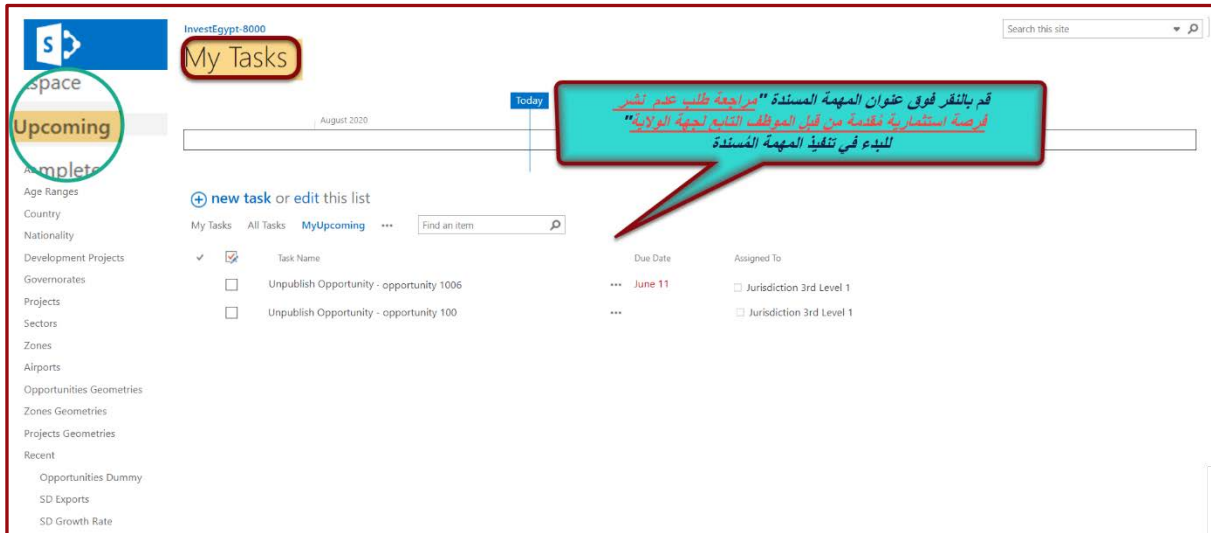 InvestEgypt-8000
Search this site
My Tasks
space
Upcoming
Today
August 2020
قم بالنقر فوق عنوان المهمة المسندة "مراجعة طلب عدم نشر
فرصة استثمارية مُقدمة من قبل الموظف التابع لجهة الولاية"
للبدء في تنفيذ المهمة المُسندة
mplete
Age Ranges
Country
Nationality
Development Projects
Governorates
Projects
Sectors
Zones
Airports
Opportunities Geometries
Zones Geometries
Projects Geometries
Recent
Opportunities Dummy
SD Exports
SD Growth Rate
new task or edit this list
My Tasks All Tasks MyUpcoming ... Find an item
Task Name Due Date Assigned To
Unpublish Opportunity - opportunity 1006 ... June 11 Jurisdiction 3rd Level 1
Unpublish Opportunity - opportunity 100 ... Jurisdiction 3rd Level 1